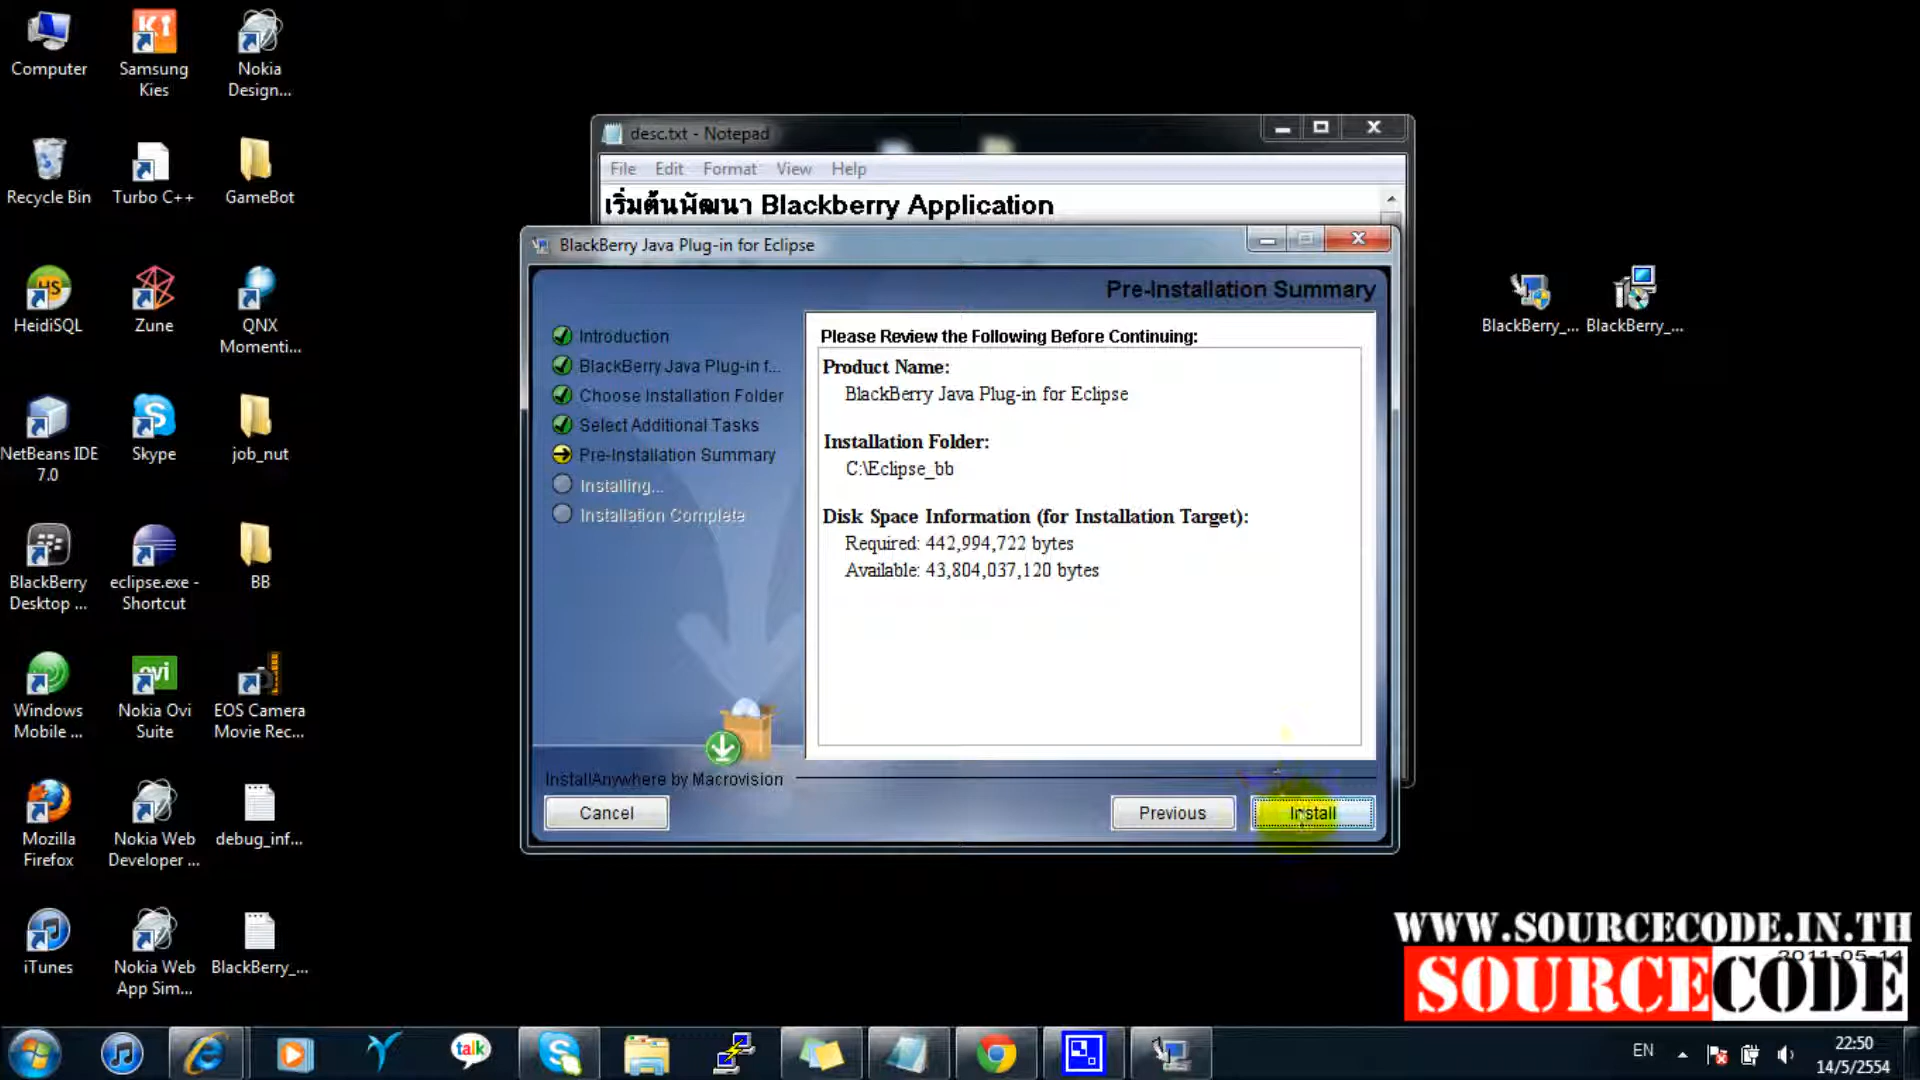 Computer
Samsung
Kies
Nokia
Design...
Recycle Bin
Turbo C++
GameBot
HeidiSQL
Zune
QNX
Momenti...
NetBeans IDE
7.0
Skype
job_nut
BlackBerry
Desktop ...
eclipse.exe -
Shortcut
BB
Windows
Mobile ...
Nokia Ovi
Suite
EOS Camera
Movie Rec...
Mozilla
Firefox
Nokia Web
Developer ...
debug_inf...
iTunes
Nokia Web
App Sim...
BlackBerry_...
desc.txt - Notepad
File Edit Format View Help
เริ่มต้นพัฒนา Blackberry Application
BlackBerry Java Plug-in for Eclipse
Pre-Installation Summary
Introduction
BlackBerry Java Plug-in f...
Choose Installation Folder
Select Additional Tasks
Pre-Installation Summary
Installing...
Installation Complete
Please Review the Following Before Continuing:
Product Name:
BlackBerry Java Plug-in for Eclipse
Installation Folder:
C:\Eclipse_bb
Disk Space Information (for Installation Target):
Required: 442,994,722 bytes
Available: 43,804,037,120 bytes
InstallAnywhere by Macrovision
Cancel
Previous
Install
BlackBerry_...
BlackBerry_...
WWW.SOURCECODE.IN.TH
2011-05-14
SOURCECODE
talk
EN
22:50
14/5/2554